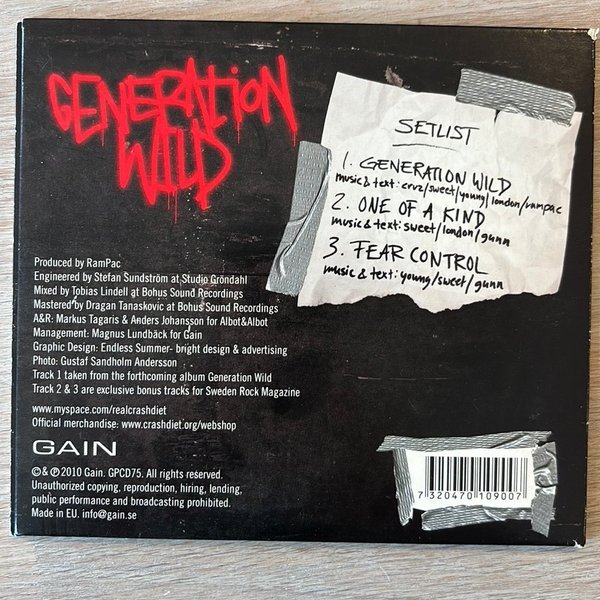 GENERATION
WILD
SETLIST
1. GENERATION WILD
music & text: cruz/sweet/young/london/rampac
2. ONE OF A KIND
music & text: sweet/london/gunn
3. FEAR CONTROL
music & text: young/sweet/gunn
Produced by RamPac
Engineered by Stefan Sundström at Studio Gröndahl
Mixed by Tobias Lindell at Bohus Sound Recordings
Mastered by Dragan Tanaskovic at Bohus Sound Recordings
A&R: Markus Tagaris & Anders Johansson for Albot&Albot
Management: Magnus Lundbäck for Gain
Graphic Design: Endless Summer- bright design & advertising
Photo: Gustaf Sandholm Andersson
Track 1 taken from the forthcoming album Generation Wild
Track 2 & 3 are exclusive bonus tracks for Sweden Rock Magazine
www.myspace.com/realcrashdiet
Official merchandise: www.crashdiet.org/webshop
GAIN
©& ℗2010 Gain. GPCD75. All rights reserved.
Unauthorized copying, reproduction, hiring, lending,
public performance and broadcasting prohibited.
Made in EU. info@gain.se
7 320470 109007